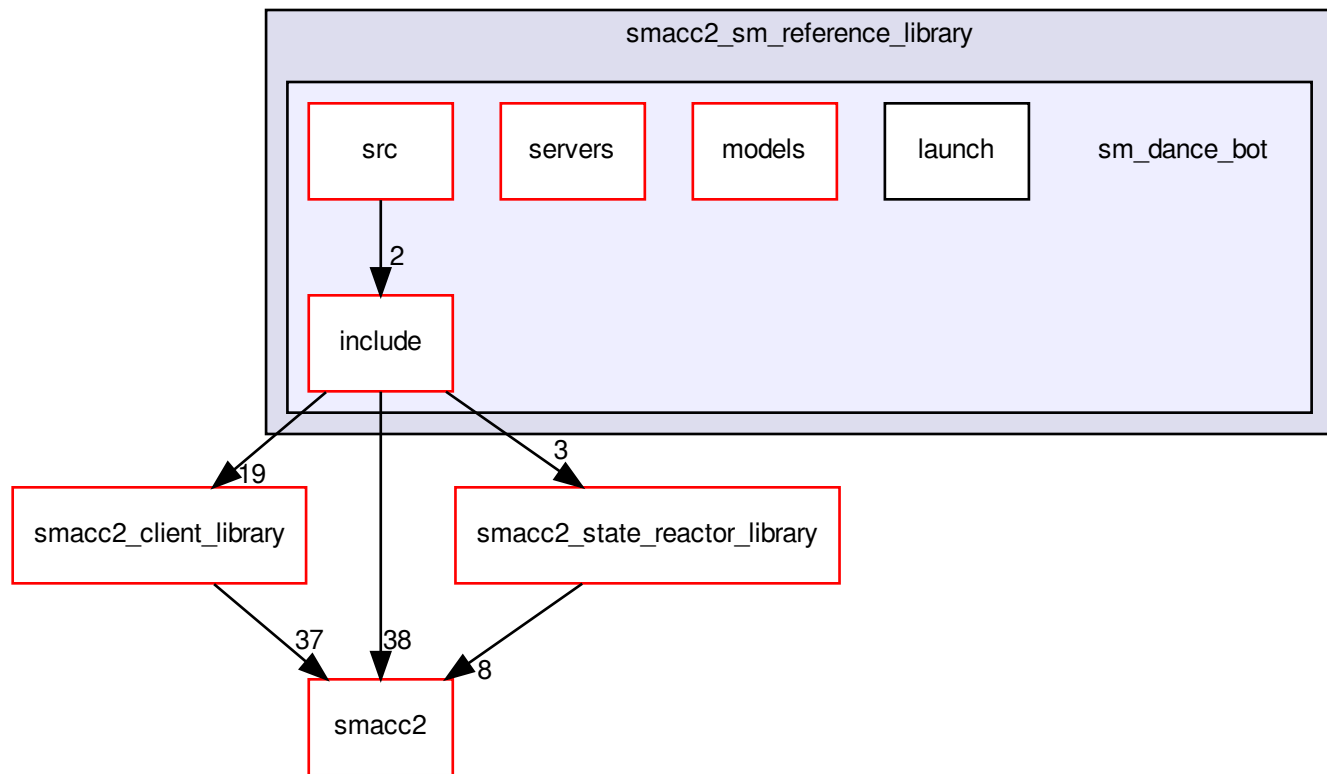 smacc2_sm_reference_library
src
servers
models
launch
sm_dance_bot
2
include
19
3
smacc2_client_library
smacc2_state_reactor_library
37
38
8
smacc2